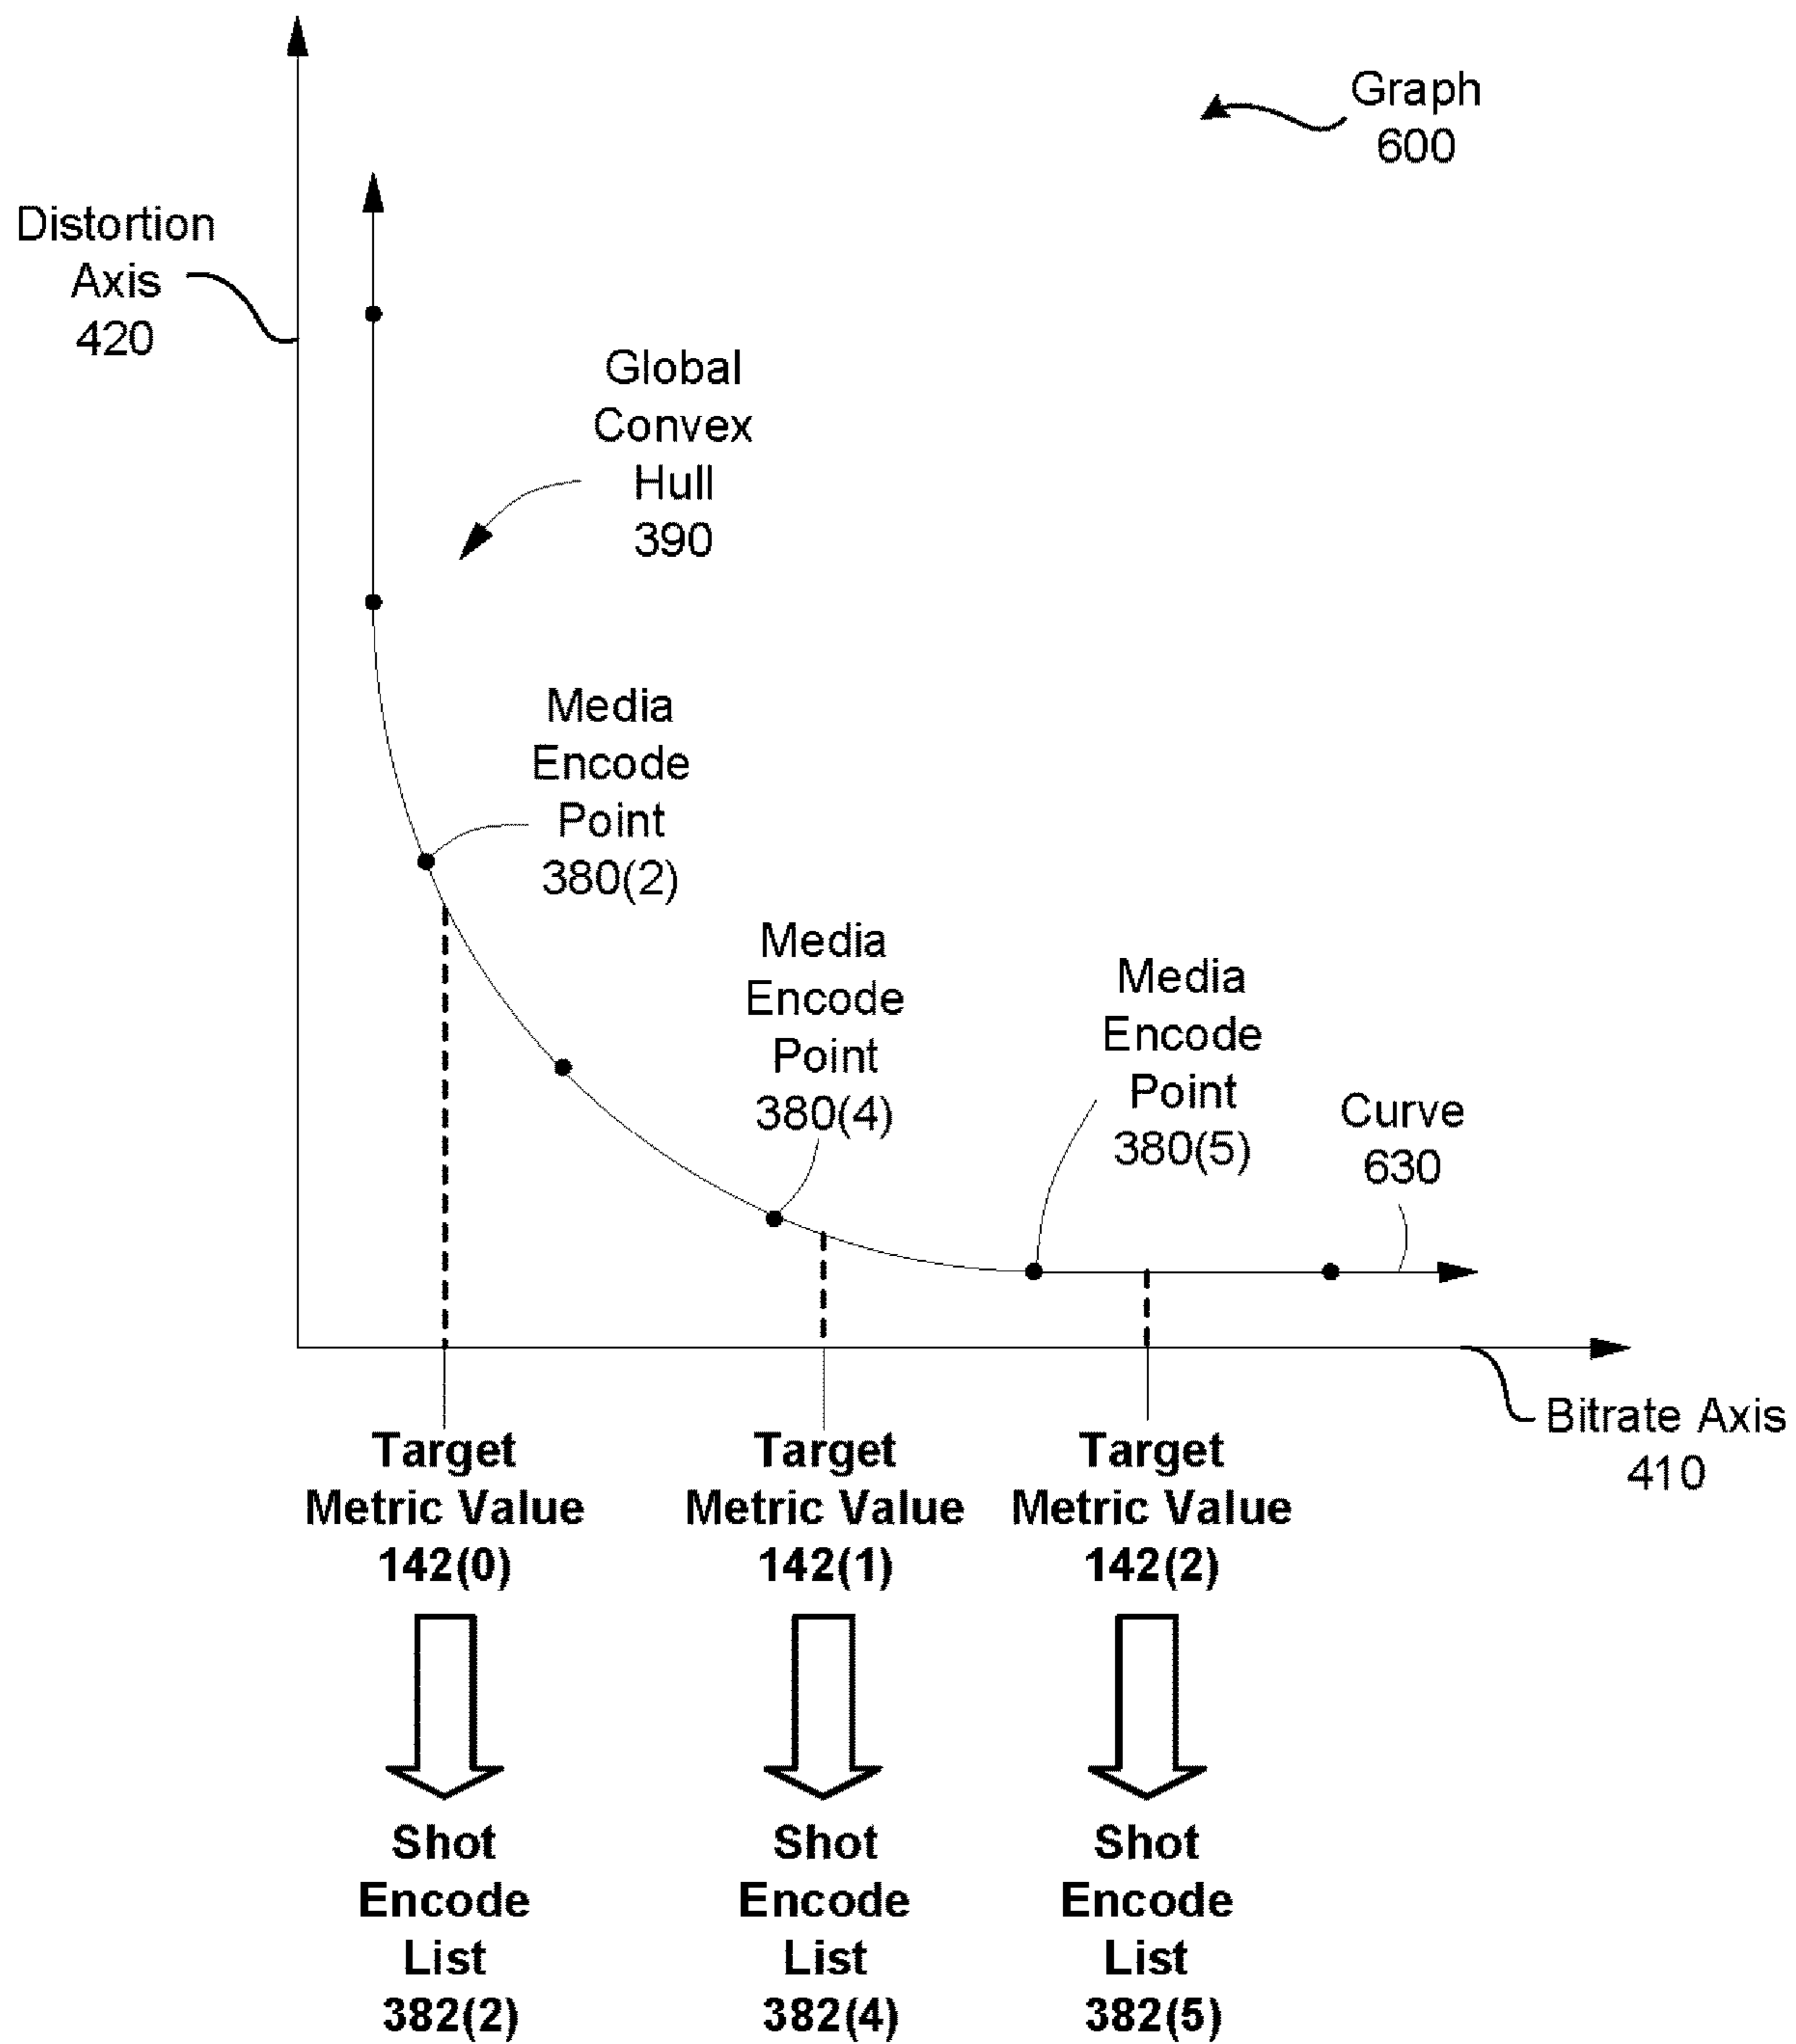 Graph
600
Distortion
Axis
420
Global
Convex
Hull
390
Media
Encode
Point
380(2)
Media
Encode
Point
380(4)
Media
Encode
Point
380(5)
Curve
630
Bitrate Axis
410
Target
Metric Value
142(0)
Target
Metric Value
142(1)
Target
Metric Value
142(2)
Shot
Encode
List
382(2)
Shot
Encode
List
382(4)
Shot
Encode
List
382(5)